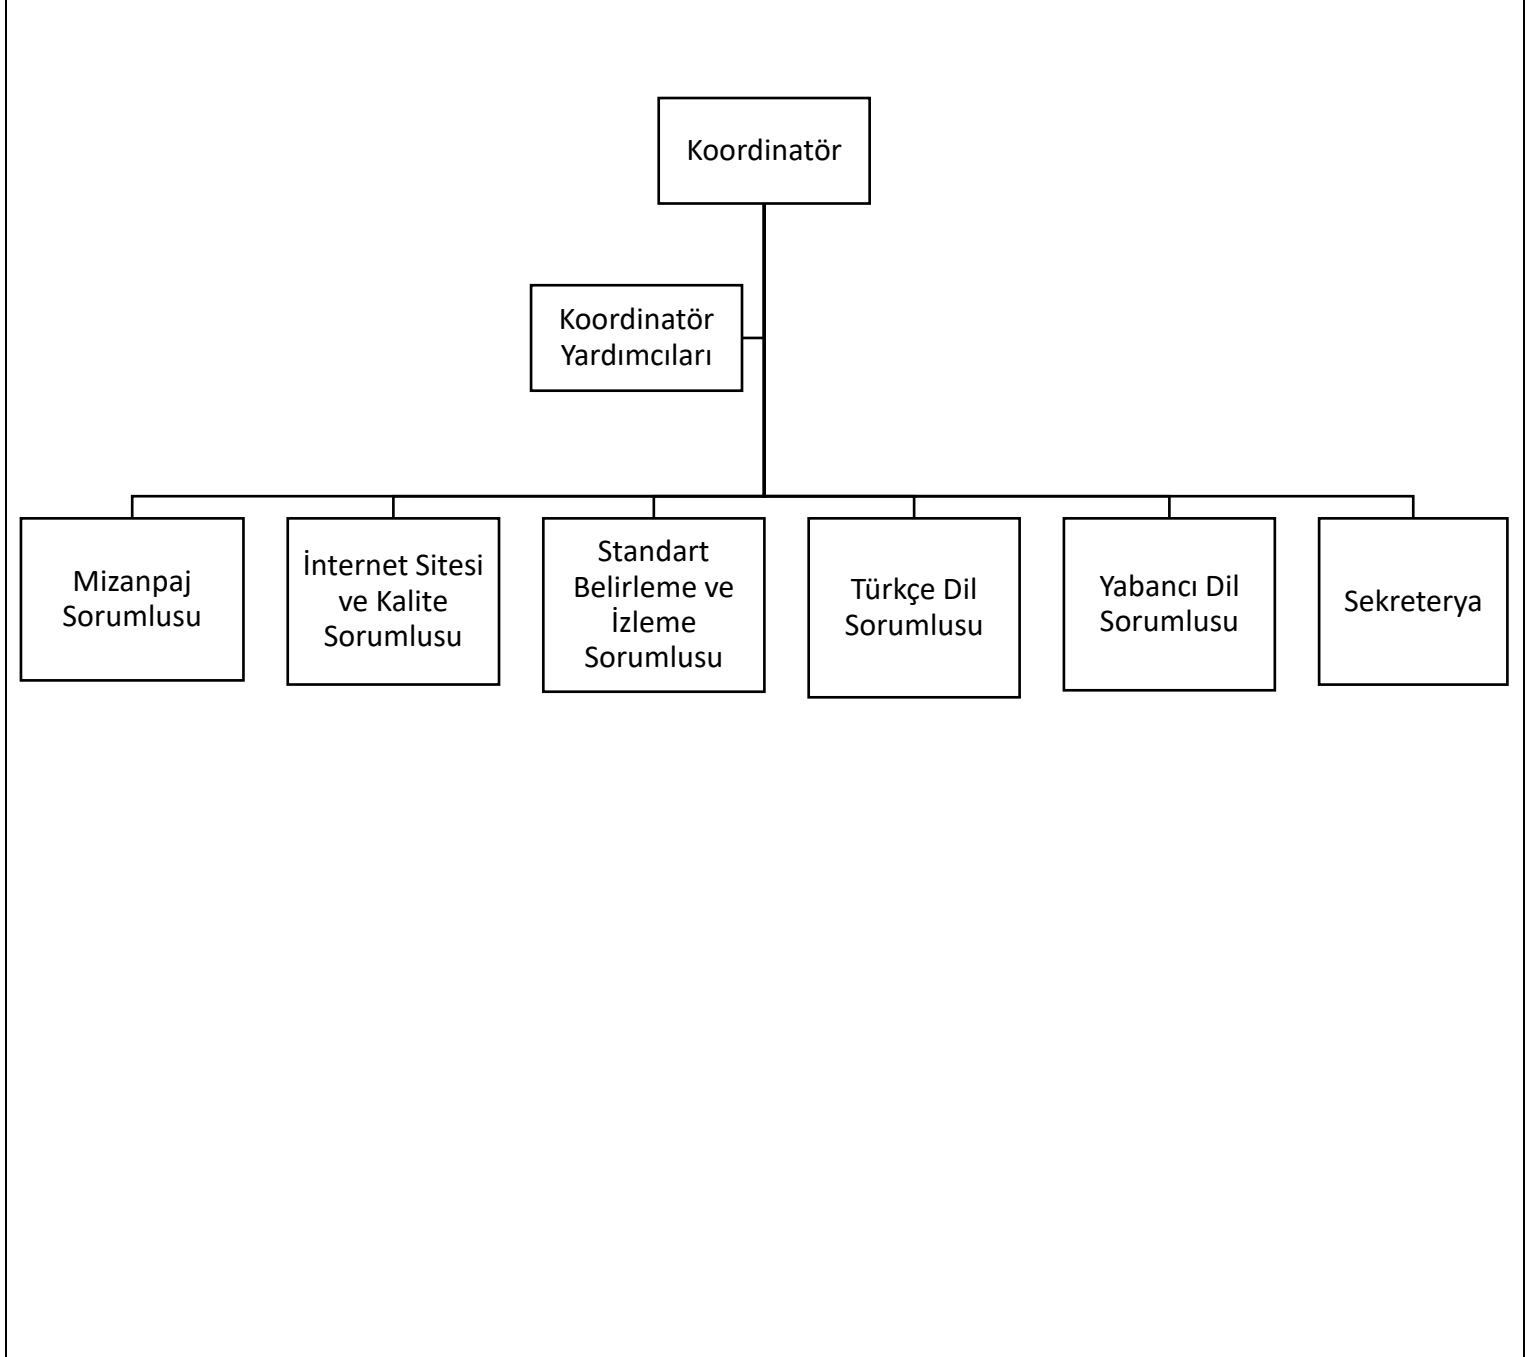 Koordinatör
Koordinatör
Yardımcıları
Mizanpaj
Sorumlusu
İnternet Sitesi
ve Kalite
Sorumlusu
Standart
Belirleme ve
İzleme
Sorumlusu
Türkçe Dil
Sorumlusu
Yabancı Dil
Sorumlusu
Sekreterya